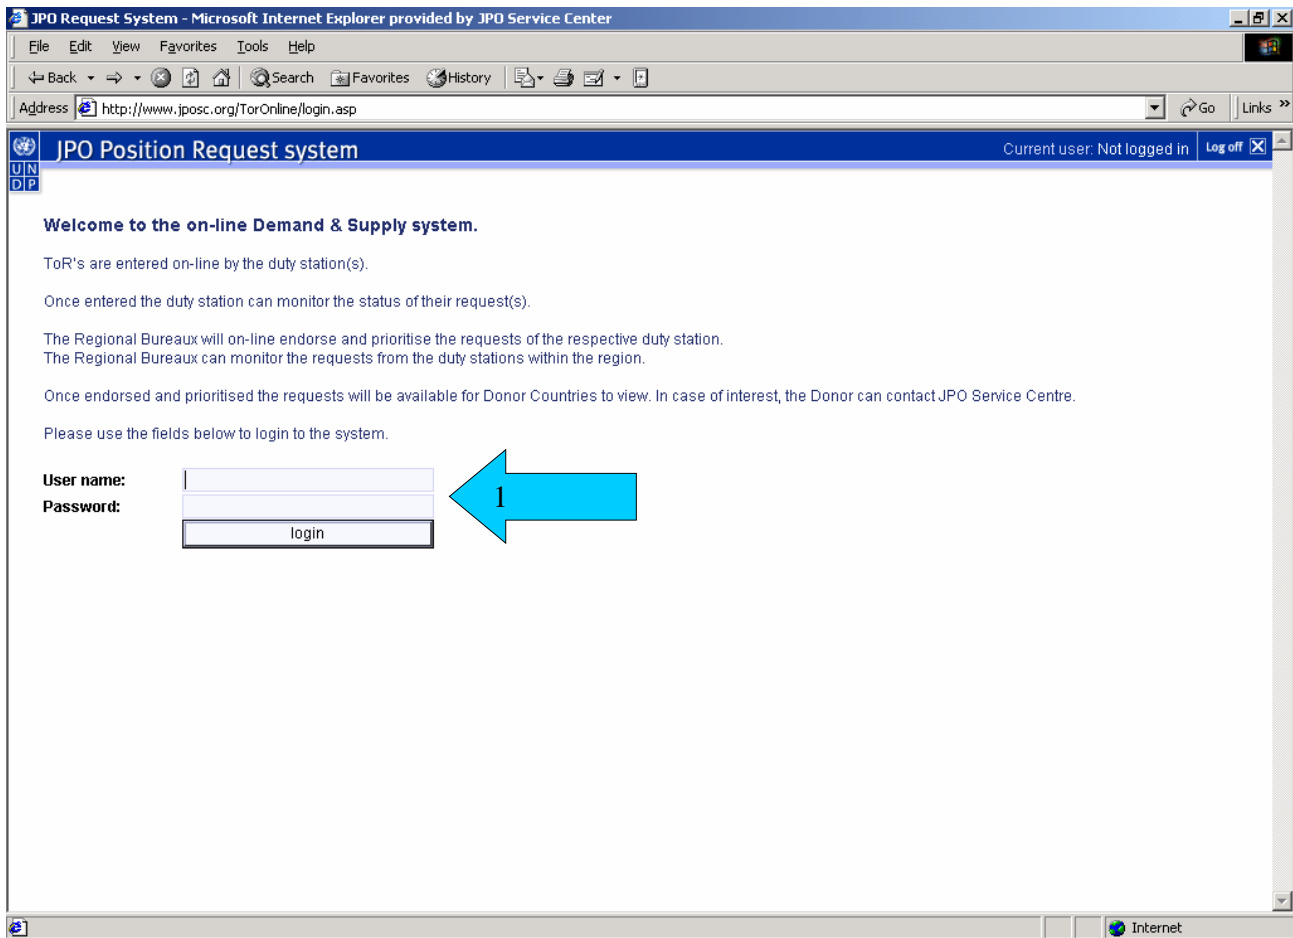 JPO Request System - Microsoft Internet Explorer provided by JPO Service Center
File Edit View Favorites Tools Help
Back Search Favorites History
Address http://www.jposc.org/TorOnline/login.asp Go Links »
UN
DP
JPO Position Request system Current user: Not logged in Log off
Welcome to the on-line Demand & Supply system.
ToR's are entered on-line by the duty station(s).
Once entered the duty station can monitor the status of their request(s).
The Regional Bureaux will on-line endorse and prioritise the requests of the respective duty station.
The Regional Bureaux can monitor the requests from the duty stations within the region.
Once endorsed and prioritised the requests will be available for Donor Countries to view. In case of interest, the Donor can contact JPO Service Centre.
Please use the fields below to login to the system.
User name:
1
Password:
login
Internet